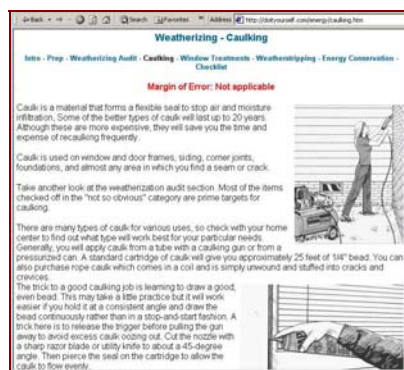 Back
Search Favorites Address http://doityourself.com/energy/caulking.htm
Weatherizing - Caulking
Intro - Prep - Weatherizing Audit - Caulking - Window Treatments - Weatherstripping - Energy Conservation -
Checklist
Margin of Error: Not applicable
Caulk is a material that forms a flexible seal to stop air and moisture
infiltration. Some of the better types of caulk will last up to 20 years.
Although these are more expensive, they will save you the time and
expense of recaulking frequently.
Caulk is used on window and door frames, siding, corner joints,
foundations, and almost any area in which you find a seam or crack.
Take another look at the weatherization audit section. Most of the items
checked off in the "not so obvious" category are prime targets for
caulking.
There are many types of caulk for various uses, so check with your home
center to find out what type will work best for your particular needs.
Generally, you will apply caulk from a tube with a caulking gun or from a
pressurized can. A standard cartridge of caulk will give you approximately 25 feet of 1/4" bead. You can
also purchase rope caulk which comes in a coil and is simply unwound and stuffed into cracks and
crevices.
The trick to a good caulking job is learning to draw a good,
even bead. This may take a little practice but it will work
easier if you hold it at a consistent angle and draw the
bead continuously rather than in a stop-and-start fashion. A
trick here is to release the trigger before pulling the gun
away to avoid excess caulk oozing out. Cut the nozzle with
a sharp razor blade or utility knife to about a 45-degree
angle. Then pierce the seal on the cartridge to allow the
caulk to flow evenly.